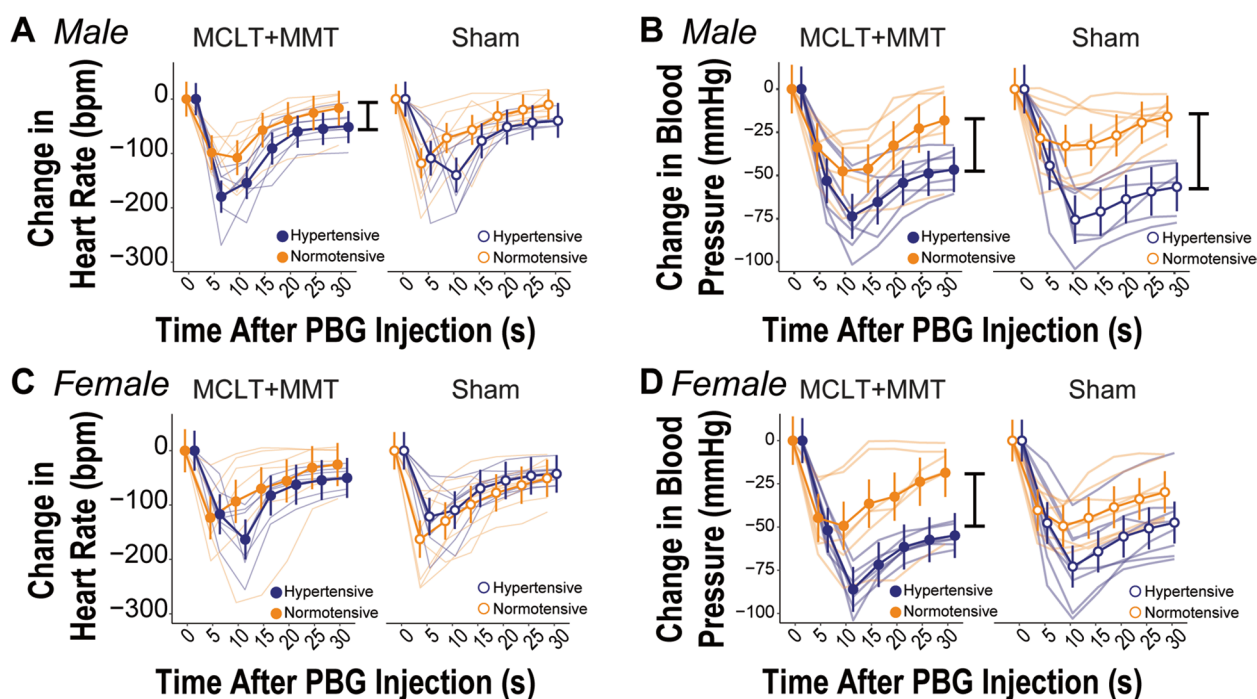 A Male
MCLT+MMT
Sham
Change in
Heart Rate (bpm)
0
−100
−200
−300
Hypertensive
Normotensive
Hypertensive
Normotensive
0 5 10 15 20 25 30
0 5 10 15 20 25 30
Time After PBG Injection (s)
B Male
MCLT+MMT
Sham
Change in Blood
Pressure (mmHg)
0
−25
−50
−75
−100
Hypertensive
Normotensive
Hypertensive
Normotensive
0 5 10 15 20 25 30
0 5 10 15 20 25 30
Time After PBG Injection (s)
C Female
MCLT+MMT
Sham
Change in
Heart Rate (bpm)
0
−100
−200
−300
Hypertensive
Normotensive
Hypertensive
Normotensive
0 5 10 15 20 25 30
0 5 10 15 20 25 30
Time After PBG Injection (s)
D Female
MCLT+MMT
Sham
Change in Blood
Pressure (mmHg)
0
−25
−50
−75
−100
Hypertensive
Normotensive
Hypertensive
Normotensive
0 5 10 15 20 25 30
0 5 10 15 20 25 30
Time After PBG Injection (s)